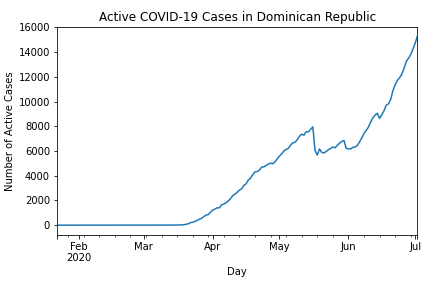 Active COVID-19 Cases in Dominican Republic
16000
14000
12000
10000
8000
6000
4000
2000
0
Number of Active Cases
Feb Mar Apr May Jun Jul
2020
Day